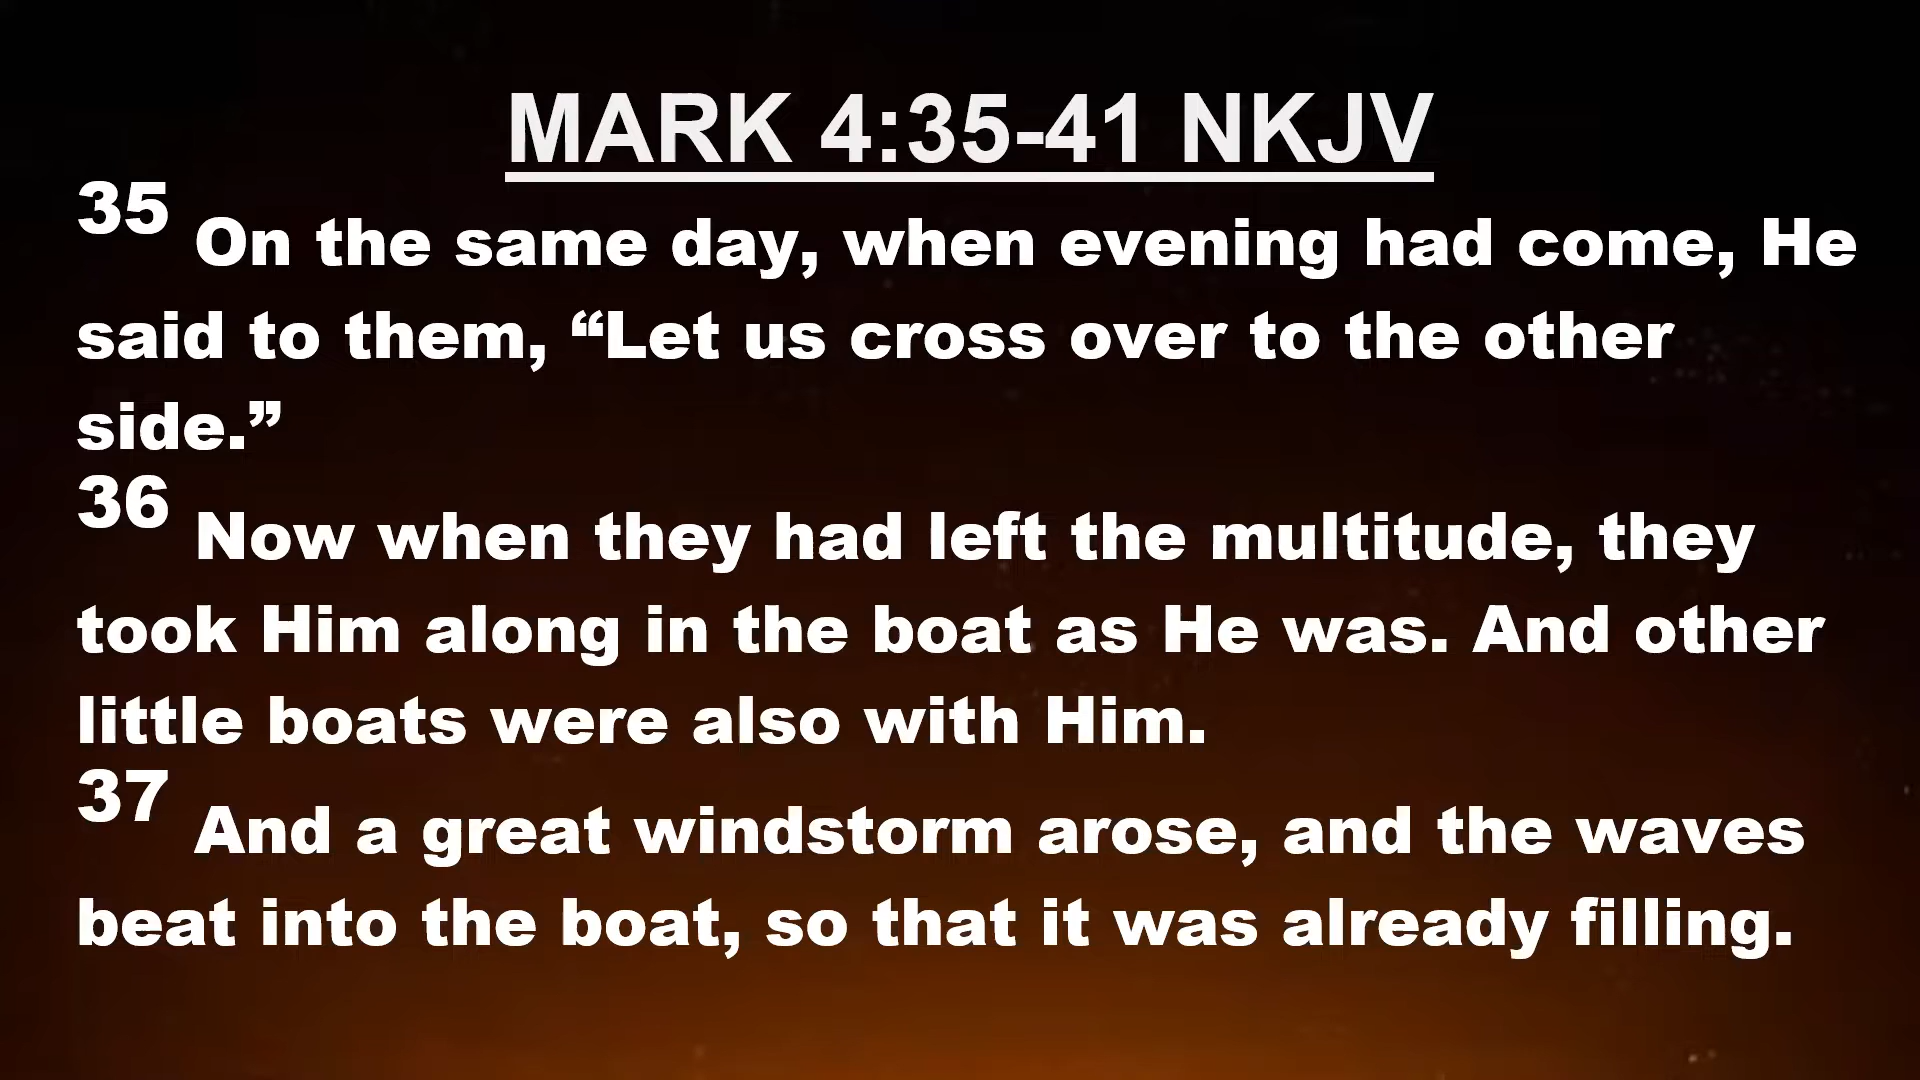 MARK 4:35-41 NKJV
35 On the same day, when evening had come, He
said to them, “Let us cross over to the other
side.”
36 Now when they had left the multitude, they
took Him along in the boat as He was. And other
little boats were also with Him.
37 And a great windstorm arose, and the waves
beat into the boat, so that it was already filling.